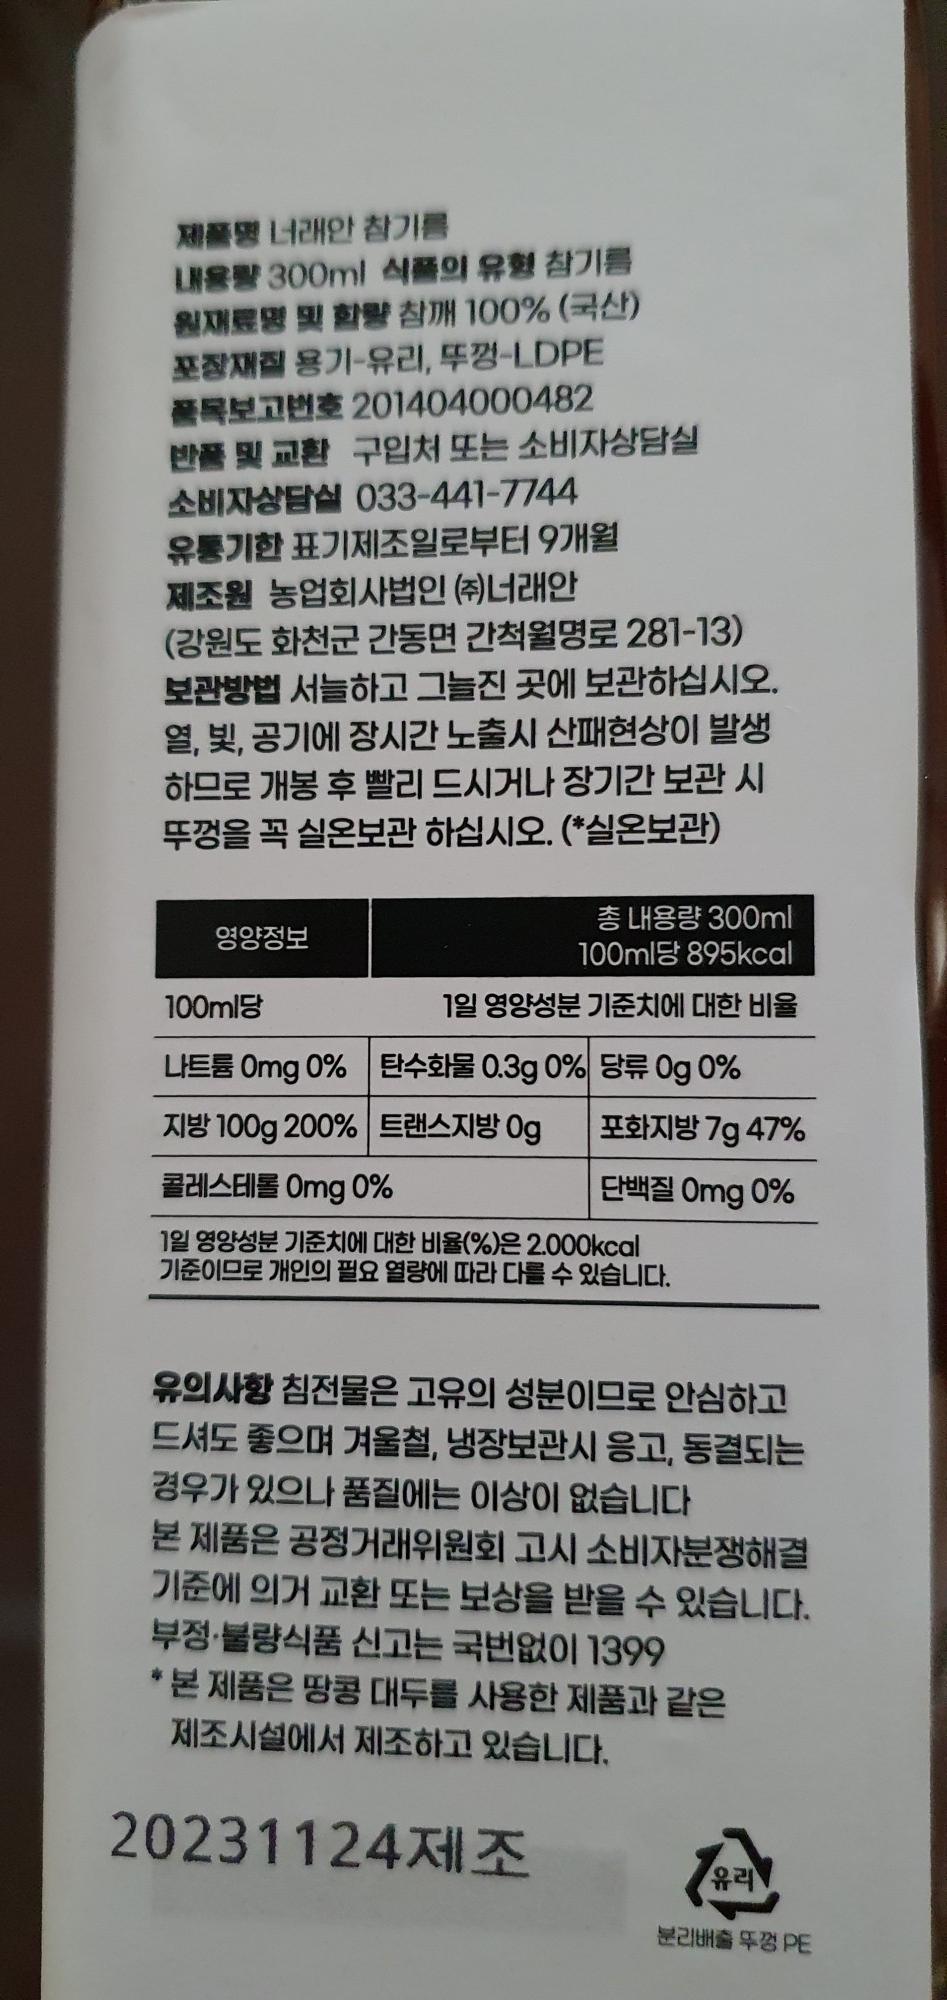 제품명 너래안 참기름
내용량 300ml 식품의 유형 참기름
원재료명 및 함량 참깨 100% (국산)
포장재질 용기-유리, 뚜껑-LDPE
품목보고번호 201404000482
반품 및 교환 구입처 또는 소비자상담실
소비자상담실 033-441-7744
유통기한 표기제조일로부터 9개월
제조원 농업회사법인 ㈜너래안
(강원도 화천군 간동면 간척월명로 281-13)
보관방법 서늘하고 그늘진 곳에 보관하십시오.
열, 빛, 공기에 장시간 노출시 산패현상이 발생
하므로 개봉 후 빨리 드시거나 장기간 보관 시
뚜껑을 꼭 실온보관 하십시오. (*실온보관)
영양정보 총 내용량 300ml
100ml당 895kcal
100ml당 1일 영양성분 기준치에 대한 비율
나트륨 0mg 0% 탄수화물 0.3g 0% 당류 0g 0%
지방 100g 200% 트랜스지방 0g 포화지방 7g 47%
콜레스테롤 0mg 0% 단백질 0mg 0%
1일 영양성분 기준치에 대한 비율(%)은 2.000kcal
기준이므로 개인의 필요 열량에 따라 다를 수 있습니다.
유의사항 침전물은 고유의 성분이므로 안심하고
드셔도 좋으며 겨울철, 냉장보관시 응고, 동결되는
경우가 있으나 품질에는 이상이 없습니다
본 제품은 공정거래위원회 고시 소비자분쟁해결
기준에 의거 교환 또는 보상을 받을 수 있습니다.
부정·불량식품 신고는 국번없이 1399
* 본 제품은 땅콩 대두를 사용한 제품과 같은
제조시설에서 제조하고 있습니다.
20231124제조
유리
분리배출 뚜껑 PE